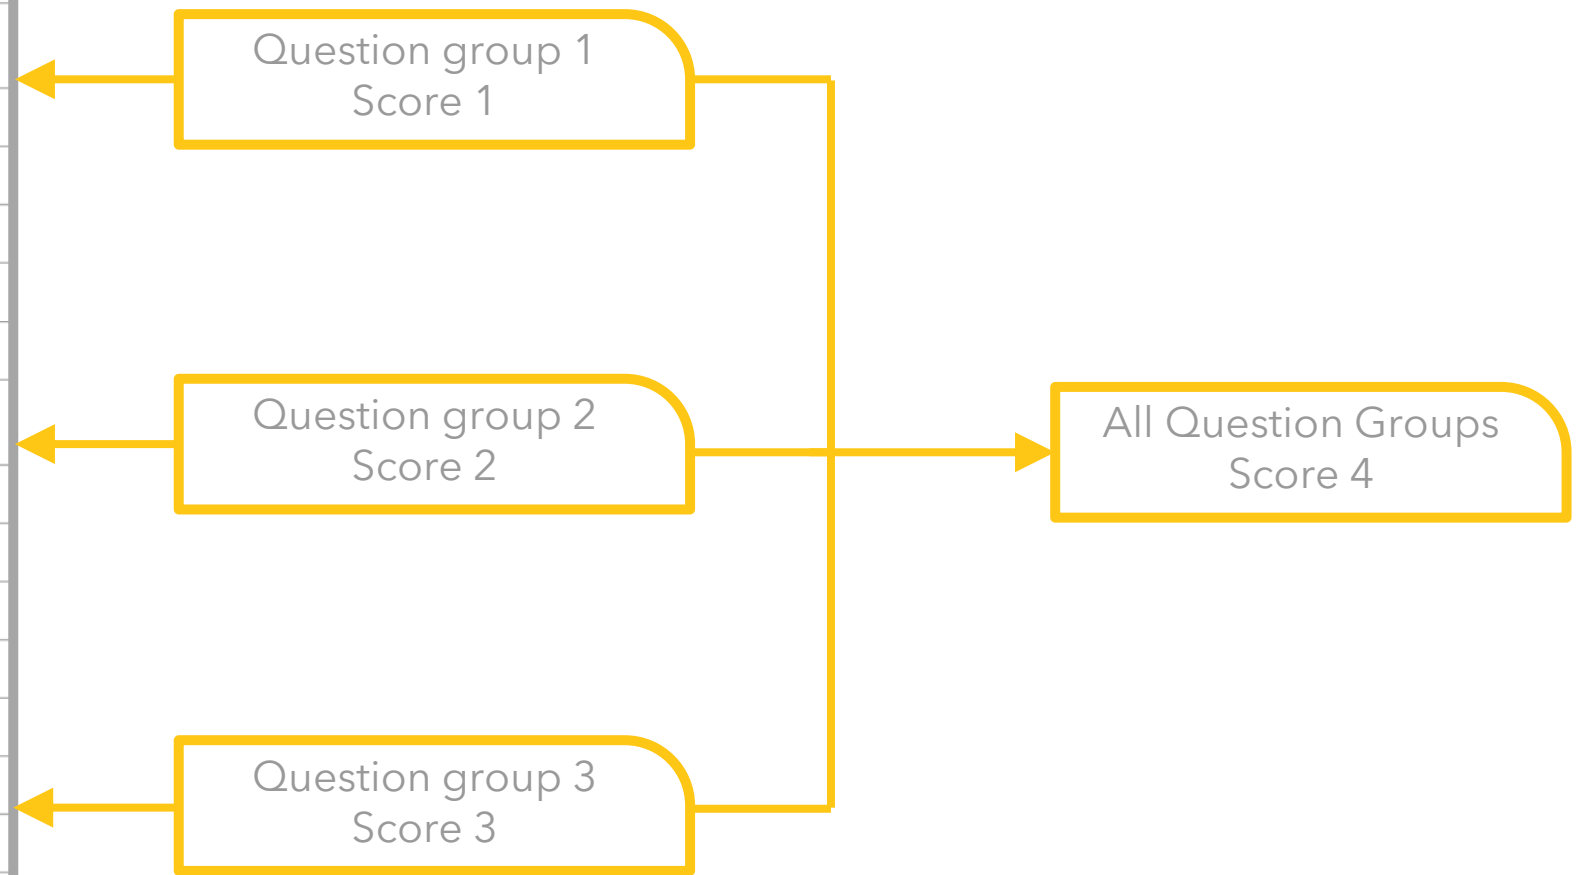 Question group 1
Score 1
Question group 2
Score 2
All Question Groups
Score 4
Question group 3
Score 3